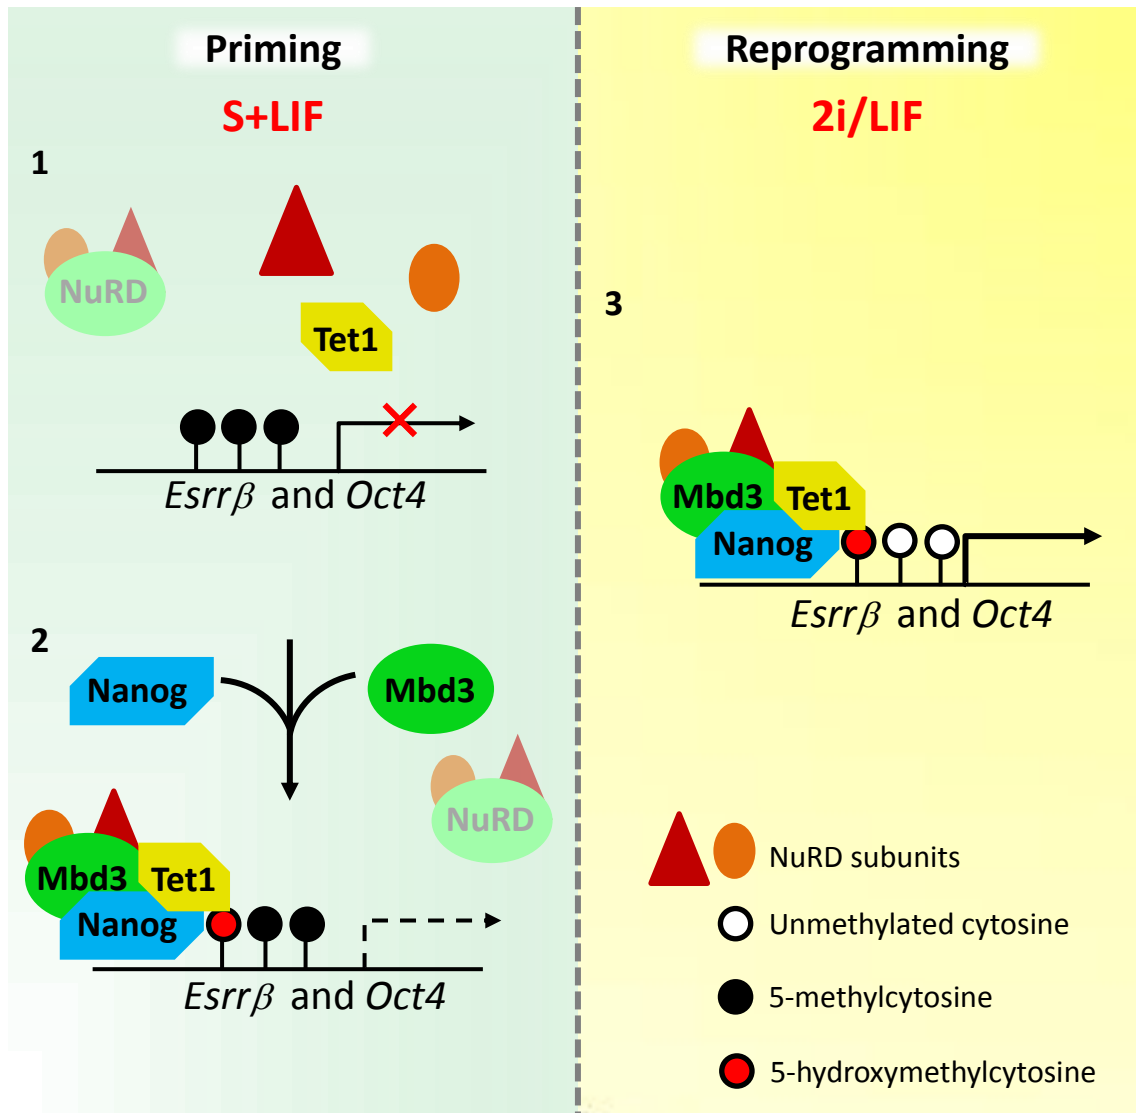 Priming
S+LIF
1
NuRD
Tet1
Esrrβ and Oct4
2
Nanog
Mbd3
NuRD
Mbd3
Tet1
Nanog
Esrrβ and Oct4
Reprogramming
2i/LIF
3
Mbd3
Tet1
Nanog
Esrrβ and Oct4
NuRD subunits
Unmethylated cytosine
5-methylcytosine
5-hydroxymethylcytosine